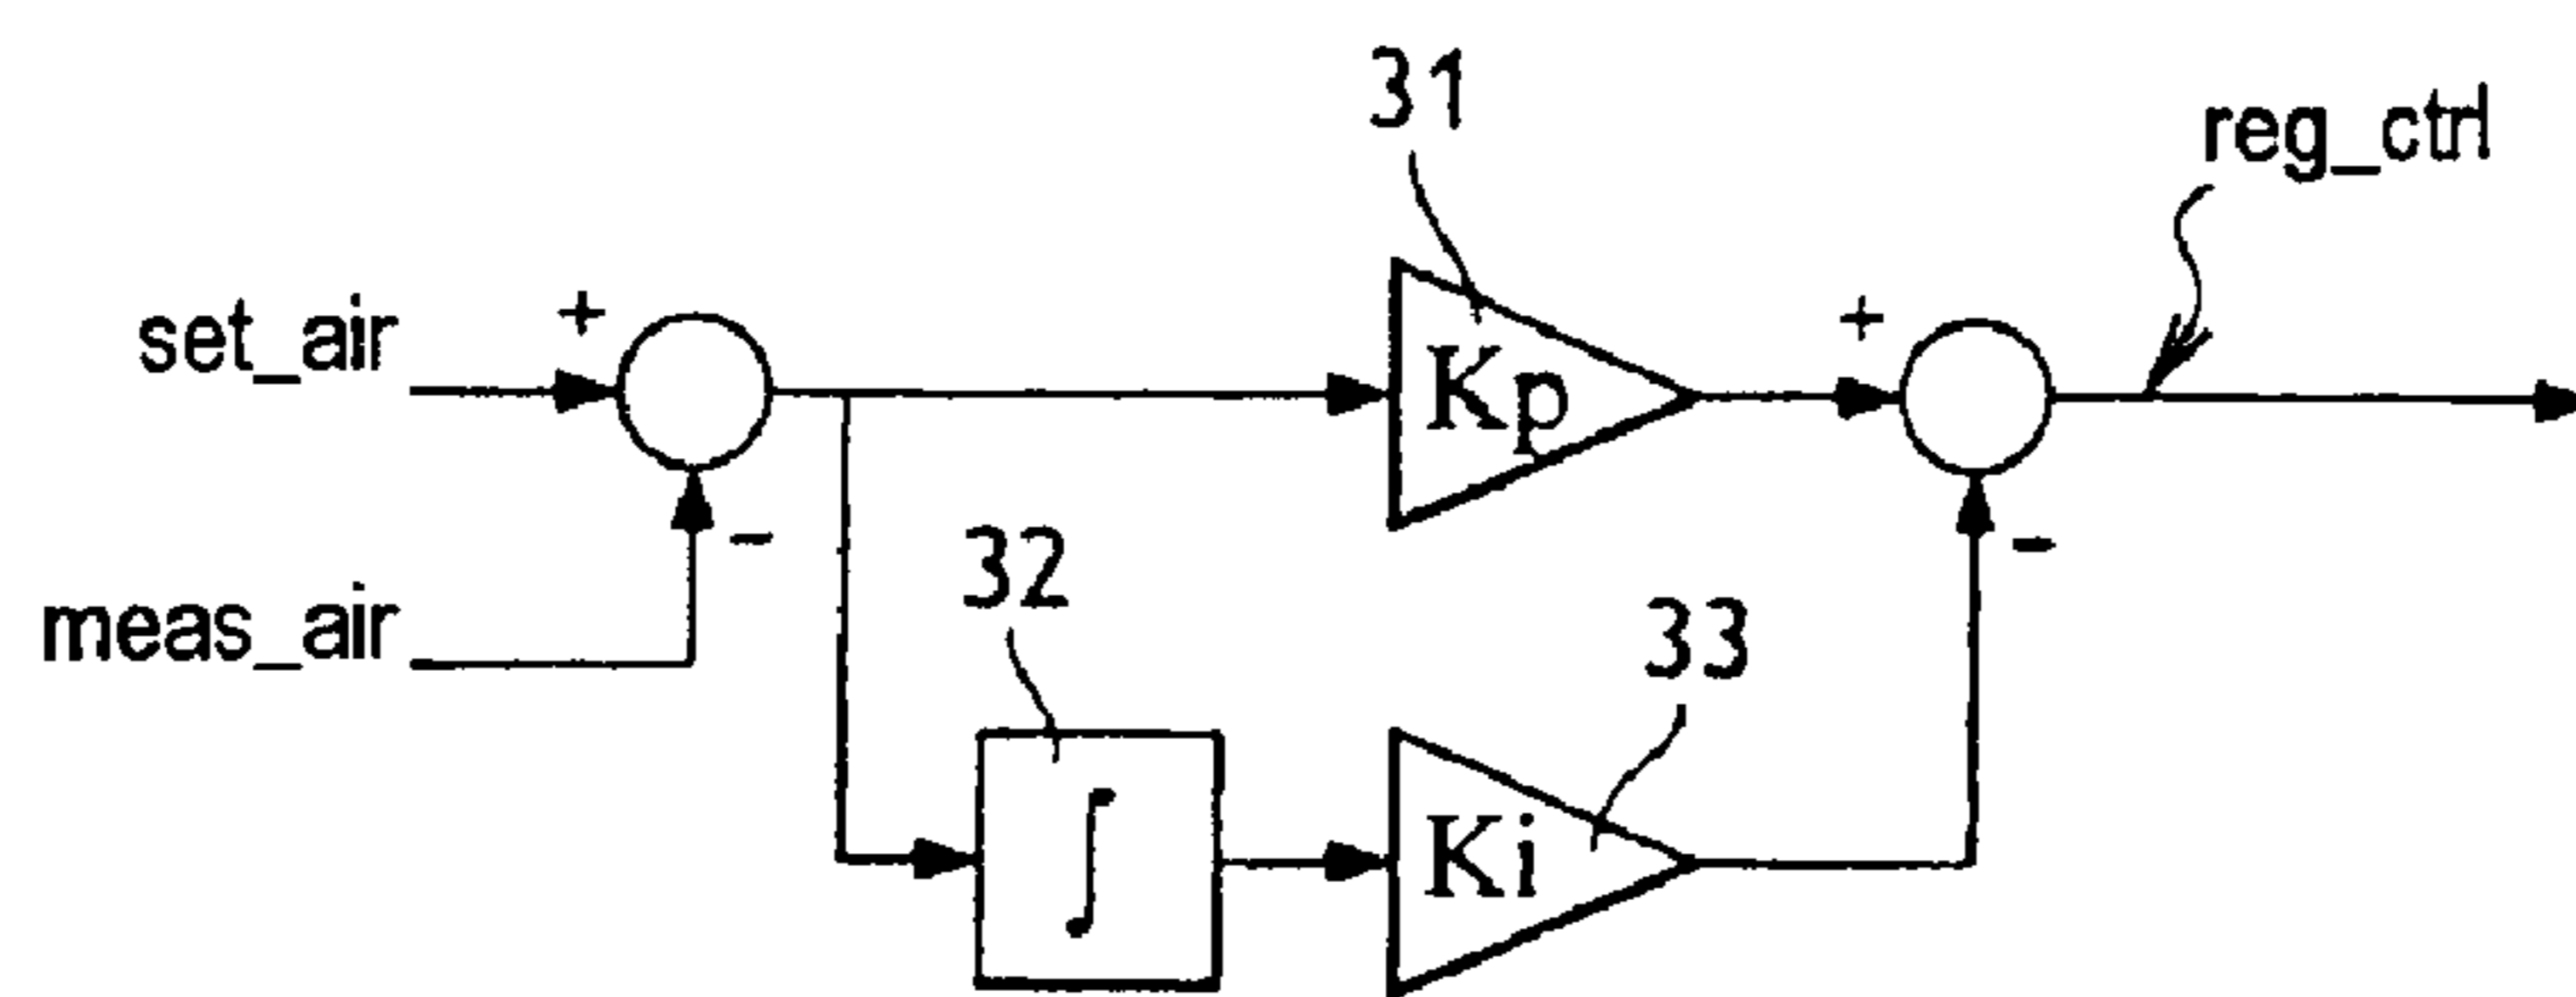 31
reg_ctrl
set_air
+
Kp
+
-
meas_air
32
-
33
∫
Ki